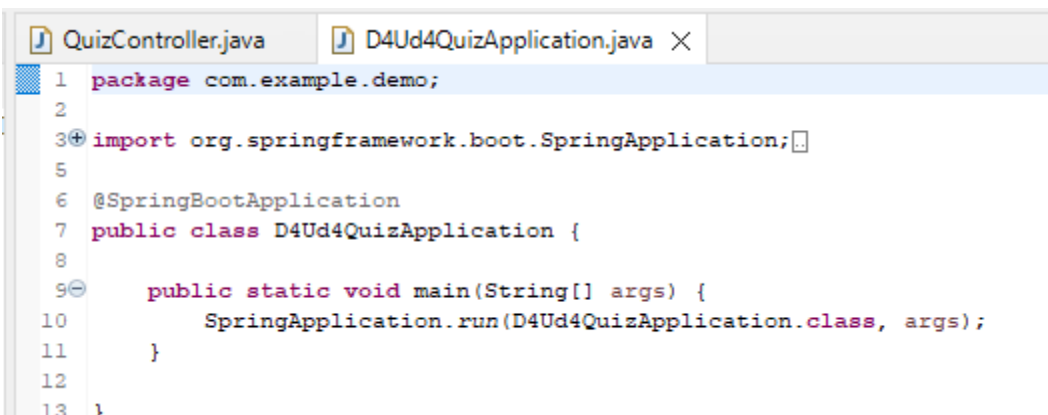 QuizController.java D4Ud4QuizApplication.java
1 package com.example.demo;
2
3 import org.springframework.boot.SpringApplication;
5
6 @SpringBootApplication
7 public class D4Ud4QuizApplication {
8
9 public static void main(String[] args) {
10 SpringApplication.run(D4Ud4QuizApplication.class, args);
11 }
12
13 }